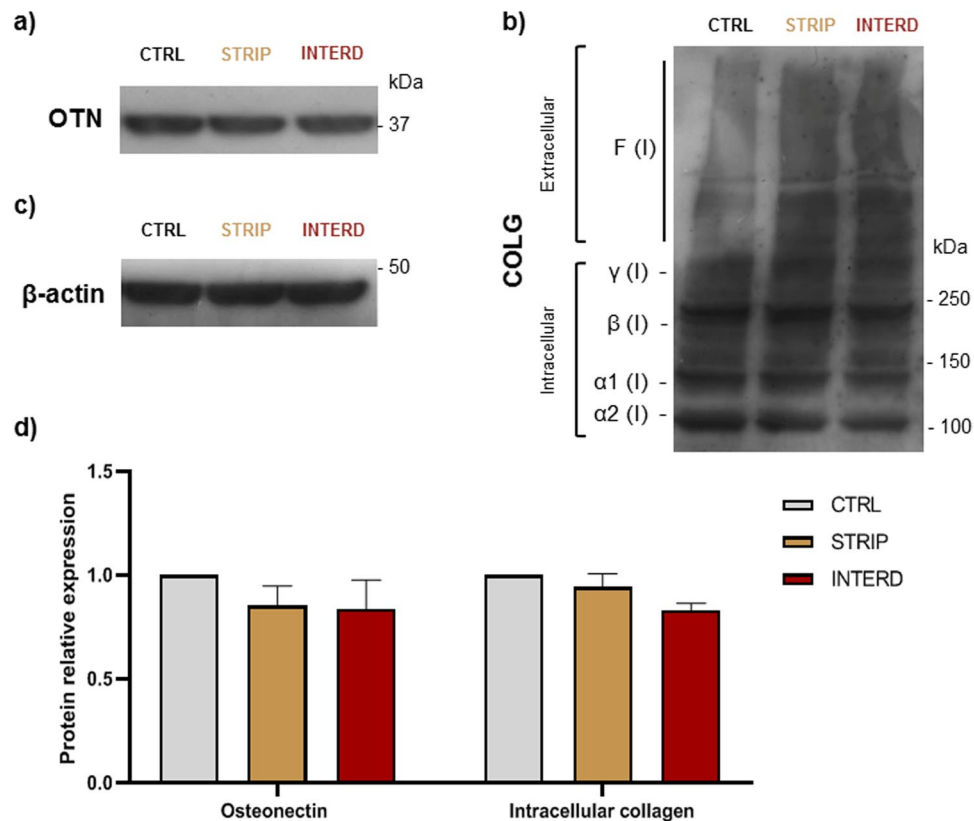 a)
CTRL STRIP INTERD
kDa
OTN
- 37
c)
CTRL STRIP INTERD
- 50
β-actin
b)
CTRL STRIP INTERD
Extracellular
F (I)
COLG
kDa
Intracellular
γ (I) -
- 250
β (I) -
- 150
α1 (I) -
α2 (I) -
- 100
d)
Protein relative expression
1.5
1.0
0.5
0.0
Osteonectin Intracellular collagen
CTRL
STRIP
INTERD